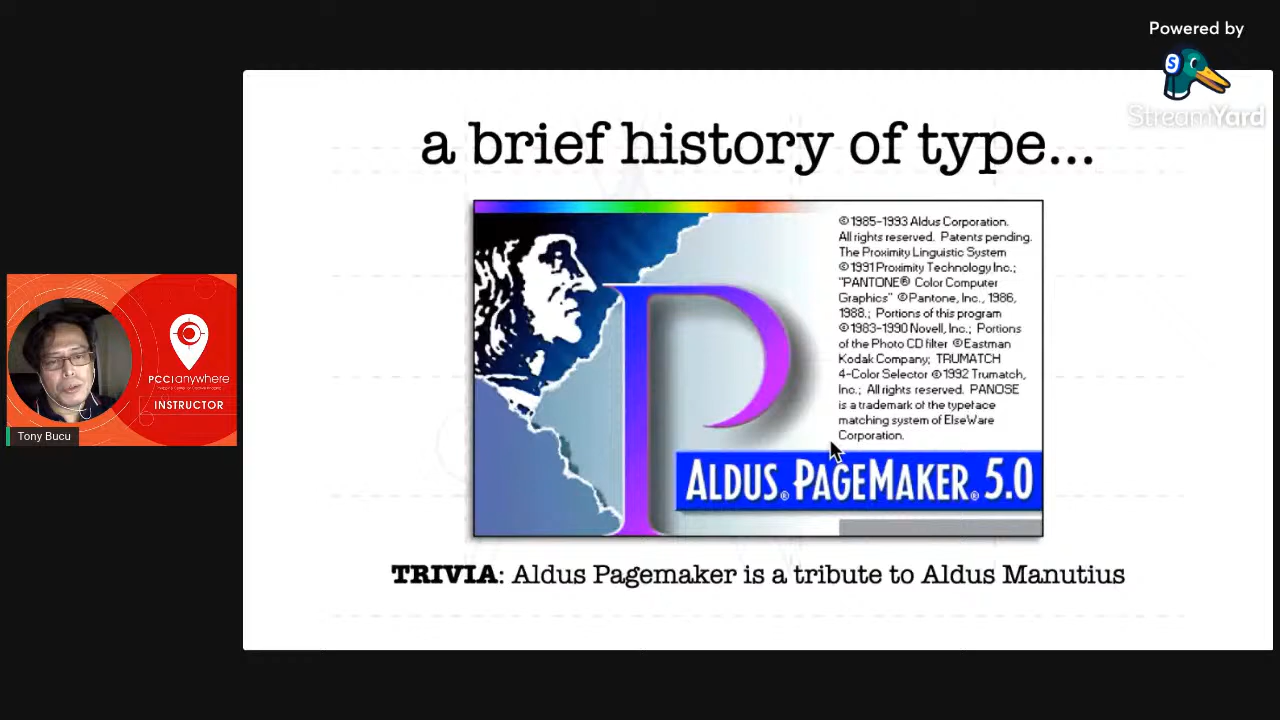 Powered by
StreamYard
a brief history of type...
©1985-1993 Aldus Corporation.
All rights reserved. Patents pending.
The Proximity Linguistic System
©1991 Proximity Technology Inc.;
"PANTONE® Color Computer
Graphics" ©Pantone, Inc., 1986,
1988.; Portions of this program
©1983-1990 Novell, Inc.; Portions
of the Photo CD filter ©Eastman
Kodak Company; TRUMATCH
4-Color Selector ©1992 Trumatch,
Inc.; All rights reserved. PANOSE
is a trademark of the typeface
matching system of ElseWare
Corporation.
P
ALDUS® PAGEMAKER® 5.0
TRIVIA: Aldus Pagemaker is a tribute to Aldus Manutius
PCCIanywhere
INSTRUCTOR
Tony Bucu